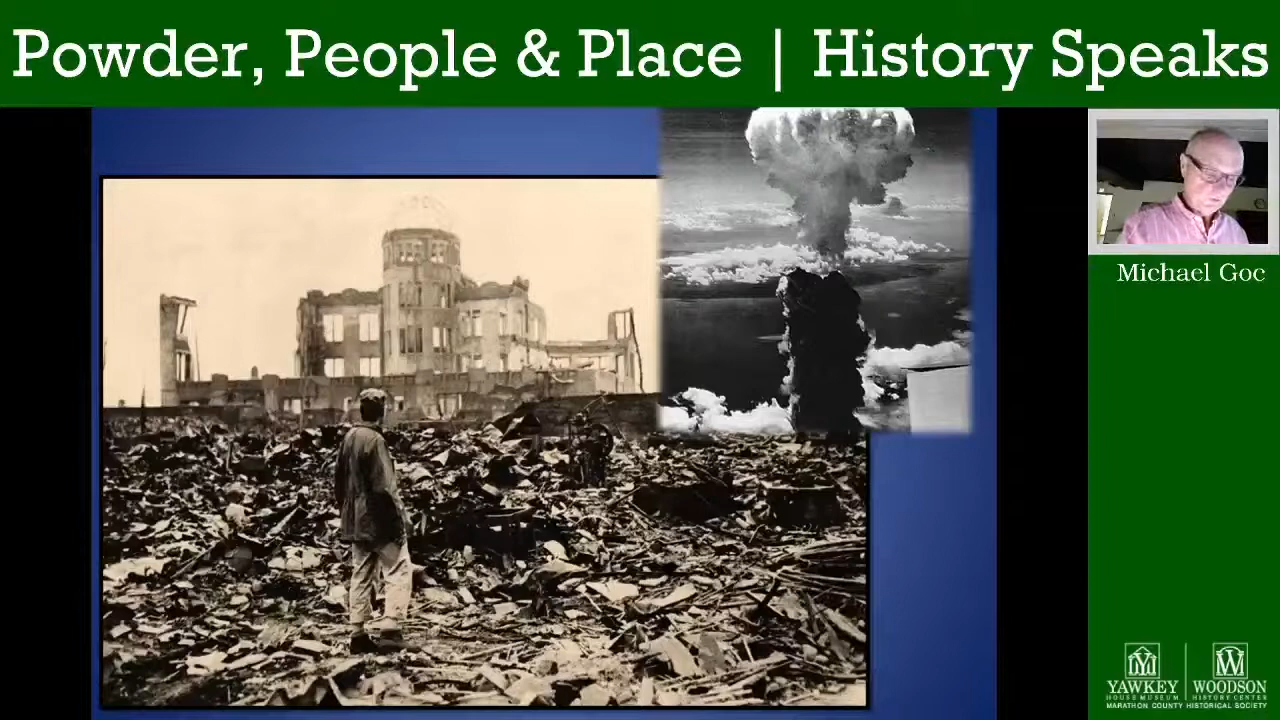 Powder, People & Place | History Speaks
Michael Goc
YAWKEY
HOUSE MUSEUM
WOODSON
HISTORY CENTER
MARATHON COUNTY HISTORICAL SOCIETY